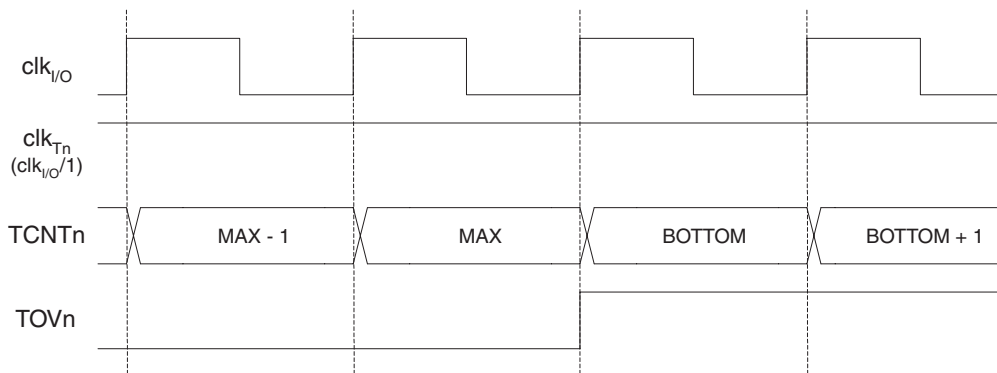 clkI/O
clkTn
(clkI/O/1)
TCNTn MAX - 1 MAX BOTTOM BOTTOM + 1
TOVn